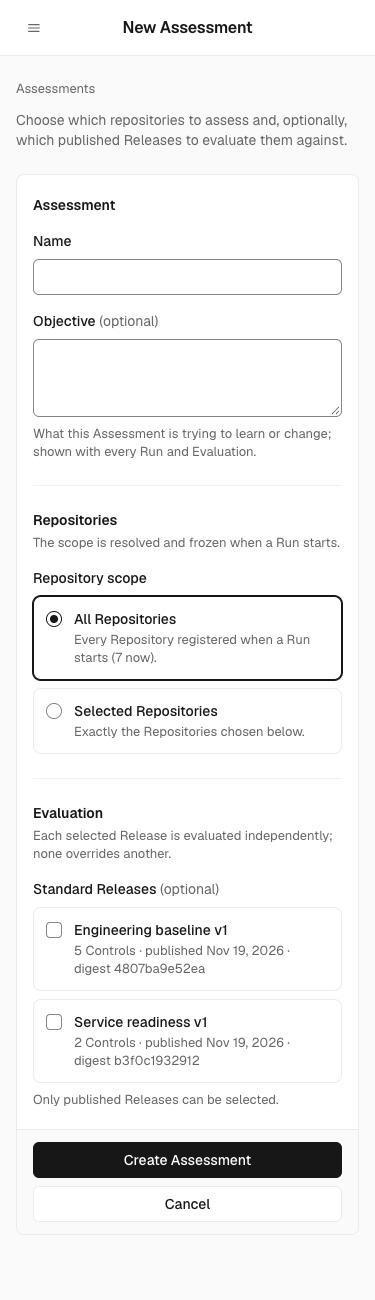 New Assessment
Assessments
Choose which repositories to assess and, optionally,
which published Releases to evaluate them against.
Assessment
Name
Objective (optional)
What this Assessment is trying to learn or change;
shown with every Run and Evaluation.
Repositories
The scope is resolved and frozen when a Run starts.
Repository scope
All Repositories
Every Repository registered when a Run
starts (7 now).
Selected Repositories
Exactly the Repositories chosen below.
Evaluation
Each selected Release is evaluated independently;
none overrides another.
Standard Releases (optional)
Engineering baseline v1
5 Controls · published Nov 19, 2026 ·
digest 4807ba9e52ea
Service readiness v1
2 Controls · published Nov 19, 2026 ·
digest b3f0c1932912
Only published Releases can be selected.
Create Assessment
Cancel